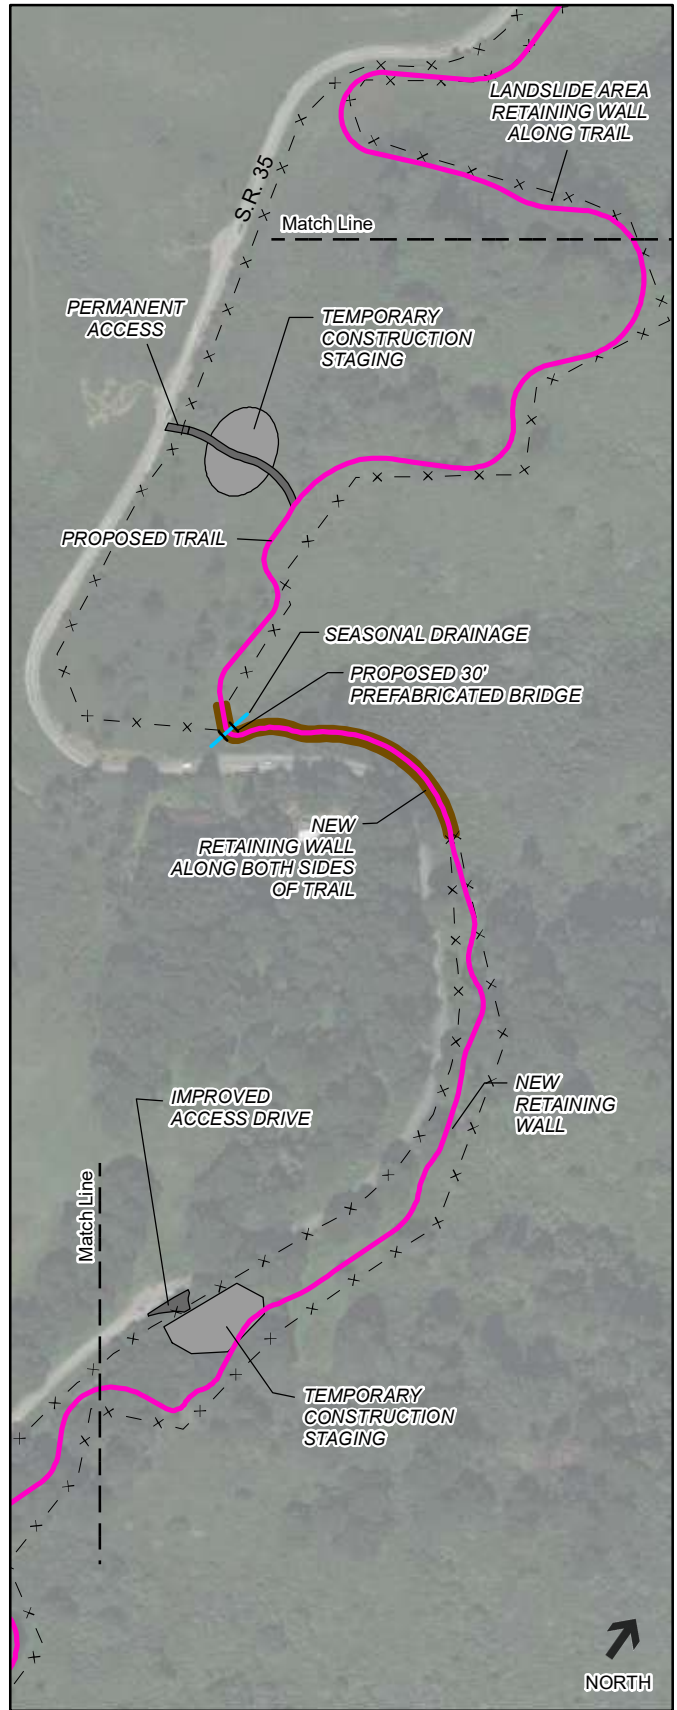 LANDSLIDE AREA
RETAINING WALL
ALONG TRAIL
S.R. 35
Match Line
PERMANENT
ACCESS
TEMPORARY
CONSTRUCTION
STAGING
PROPOSED TRAIL
SEASONAL DRAINAGE
PROPOSED 30'
PREFABRICATED BRIDGE
NEW
RETAINING WALL
ALONG BOTH SIDES
OF TRAIL
NEW
RETAINING
WALL
IMPROVED
ACCESS DRIVE
Match Line
TEMPORARY
CONSTRUCTION
STAGING
NORTH